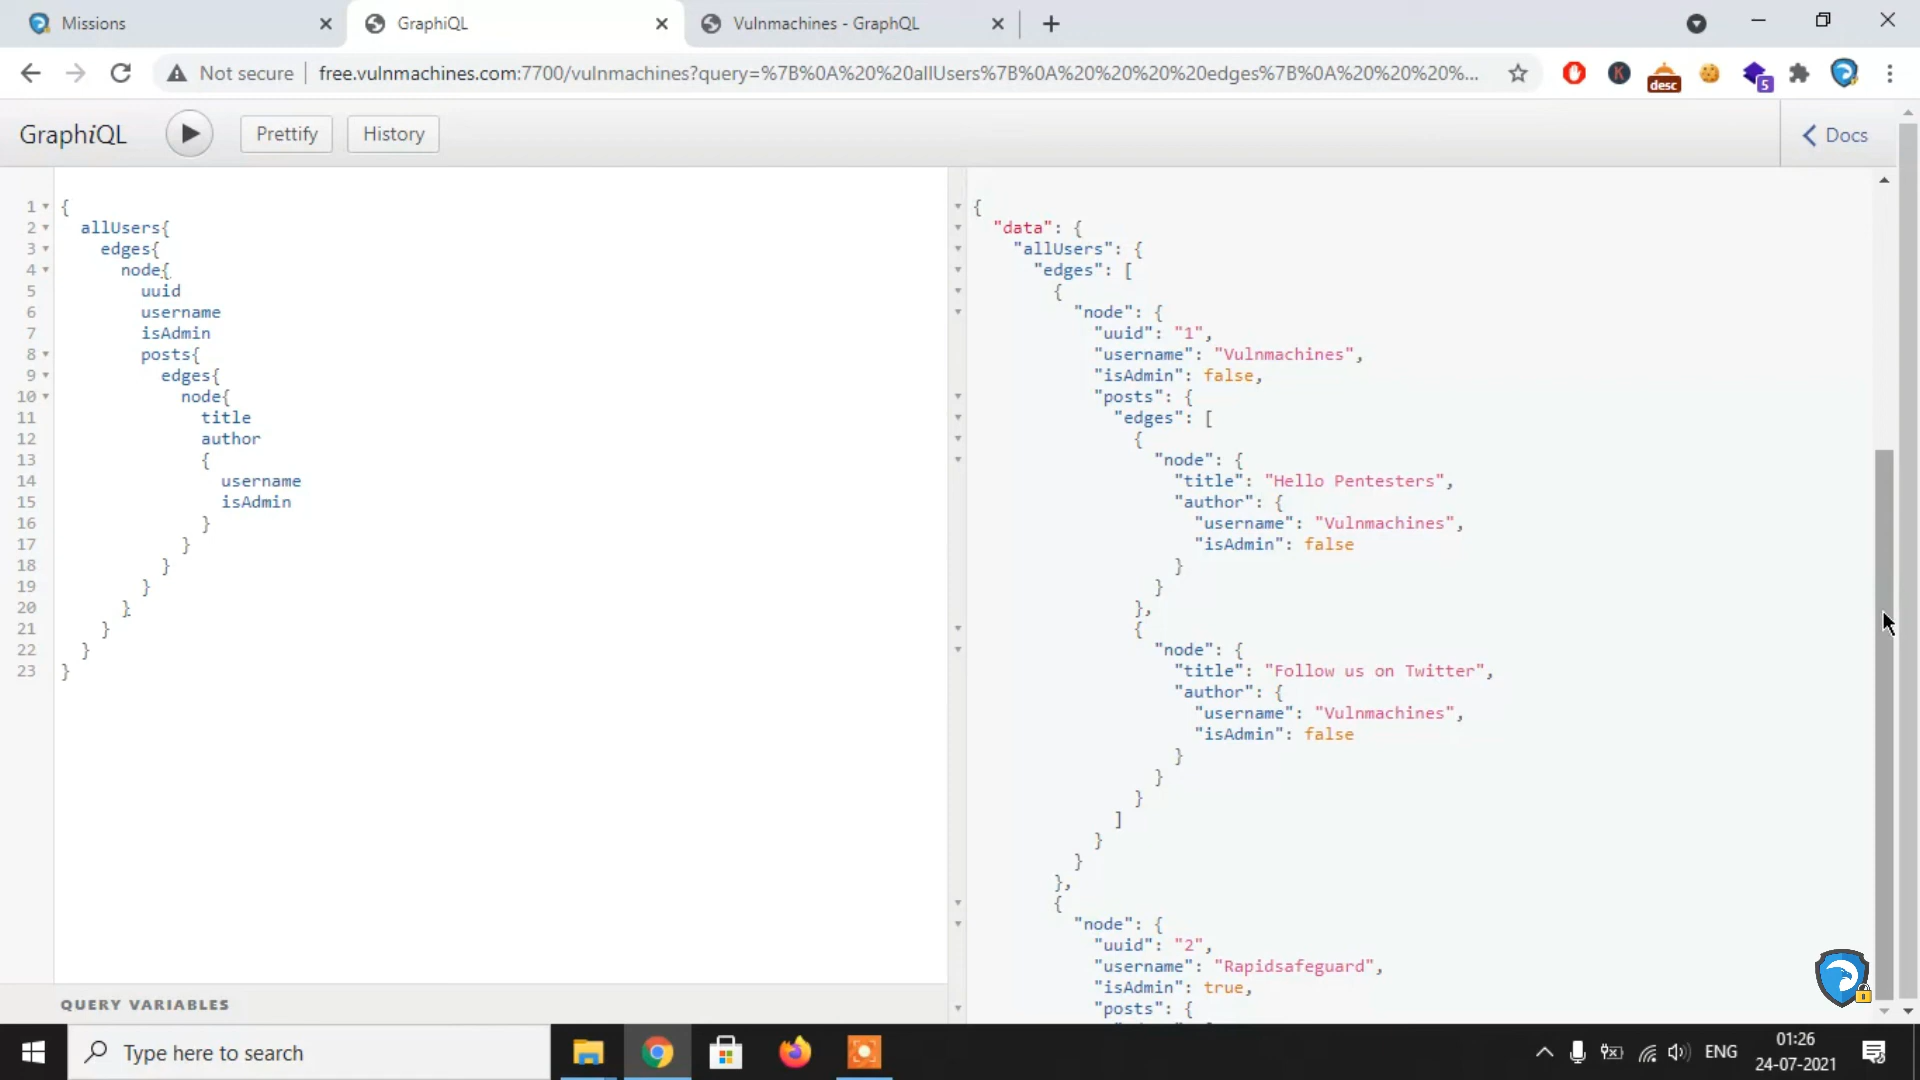 Missions
GraphiQL
Vulnmachines - GraphQL
Not secure
free.vulnmachines.com:7700/vulnmachines?query=%7B%0A%20%20allUsers%7B%0A%20%20%20%20edges%7B%0A%20%20%20%20%...
K
desc
5
GraphiQL
Prettify
History
Docs
1 {
2 allUsers{
3 edges{
4 node{
5 uuid
6 username
7 isAdmin
8 posts{
9 edges{
10 node{
11 title
12 author
13 {
14 username
15 isAdmin
16 }
17 }
18 }
19 }
20 }
21 }
22 }
23 }
QUERY VARIABLES
{
"data": {
"allUsers": {
"edges": [
{
"node": {
"uuid": "1",
"username": "Vulnmachines",
"isAdmin": false,
"posts": {
"edges": [
{
"node": {
"title": "Hello Pentesters",
"author": {
"username": "Vulnmachines",
"isAdmin": false
}
}
},
{
"node": {
"title": "Follow us on Twitter",
"author": {
"username": "Vulnmachines",
"isAdmin": false
}
}
}
]
}
}
},
{
"node": {
"uuid": "2",
"username": "Rapidsafeguard",
"isAdmin": true,
"posts": {
Type here to search
ENG
01:26
24-07-2021